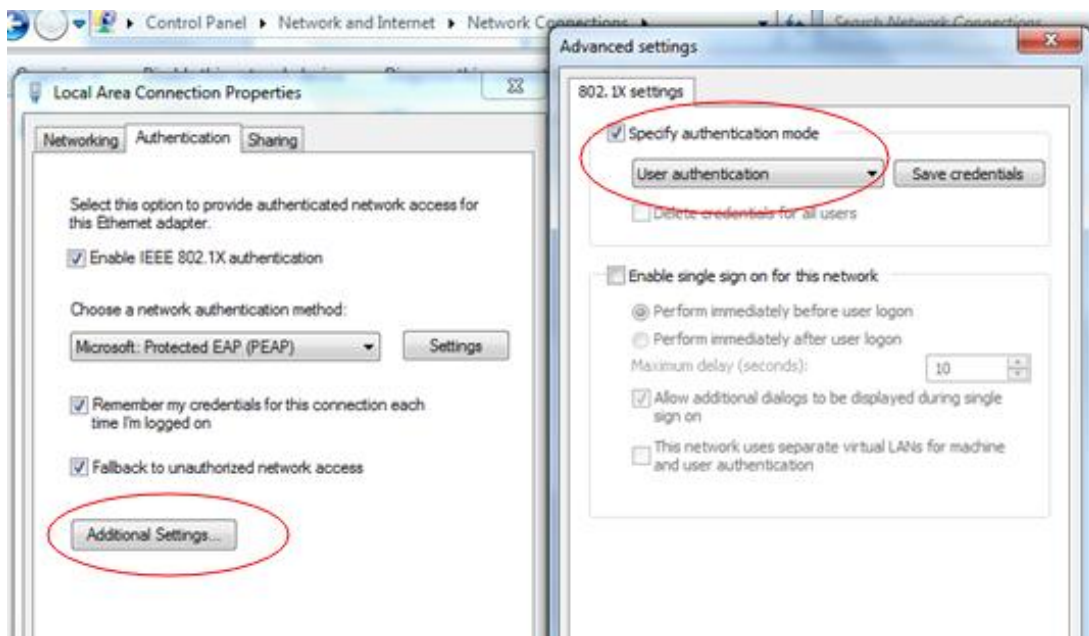 Control Panel Network and Internet Network Connections
Search Network Connections
Local Area Connection Properties
Networking Authentication Sharing
Select this option to provide authenticated network access for
this Ethernet adapter.
Enable IEEE 802.1X authentication
Choose a network authentication method:
Microsoft: Protected EAP (PEAP) Settings
Remember my credentials for this connection each
time I'm logged on
Fallback to unauthorized network access
Additional Settings...
Advanced settings
802.1X settings
Specify authentication mode
User authentication Save credentials
Delete credentials for all users
Enable single sign on for this network
Perform immediately before user logon
Perform immediately after user logon
Maximum delay (seconds): 10
Allow additional dialogs to be displayed during single
sign on
This network uses separate virtual LANs for machine
and user authentication